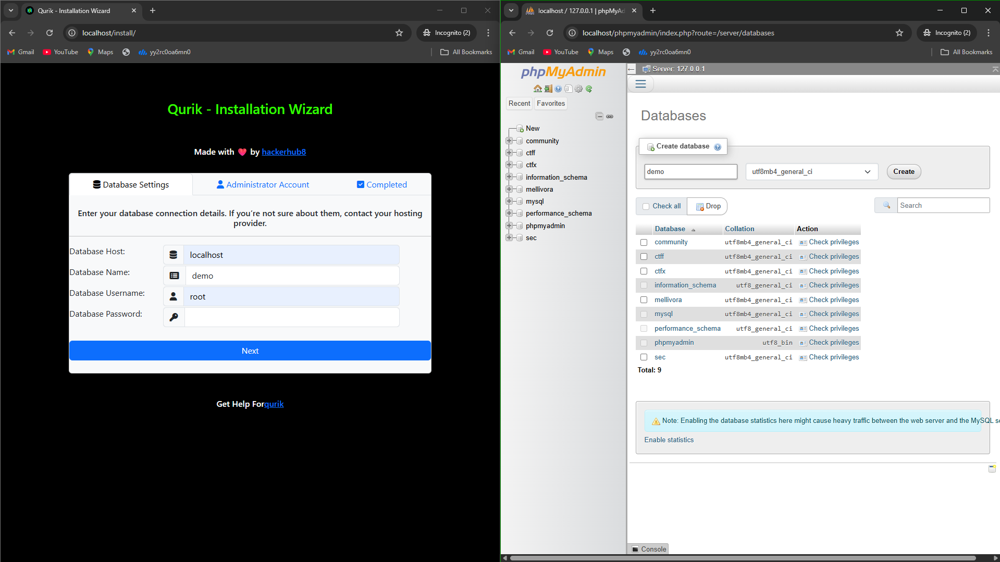 Qurik - Installation Wizard
localhost/install/
Incognito (2)
Gmail
YouTube
Maps
yy2rc0oa6mn0
All Bookmarks
Qurik - Installation Wizard
Made with ❤ by hackerhub8
Database Settings
Administrator Account
Completed
Enter your database connection details. If you’re not sure about them, contact your hosting
provider.
Database Host:
localhost
Database Name:
demo
Database Username:
root
Database Password:
Next
Get Help Forqurik
localhost / 127.0.0.1 | phpMyAd
localhost/phpmyadmin/index.php?route=/server/databases
Incognito (2)
Gmail
YouTube
Maps
yy2rc0oa6mn0
All Bookmarks
phpMyAdmin
Recent
Favorites
New
community
ctff
ctfx
information_schema
mellivora
mysql
performance_schema
phpmyadmin
sec
Server: 127.0.0.1
Databases
Create database
demo
utf8mb4_general_ci
Create
Check all
Drop
Search
Database Collation Action
community utf8mb4_general_ci Check privileges
ctff utf8mb4_general_ci Check privileges
ctfx utf8mb4_general_ci Check privileges
information_schema utf8_general_ci Check privileges
mellivora utf8mb4_general_ci Check privileges
mysql utf8mb4_general_ci Check privileges
performance_schema utf8_general_ci Check privileges
phpmyadmin utf8_bin Check privileges
sec utf8mb4_general_ci Check privileges
Total: 9
Note: Enabling the database statistics here might cause heavy traffic between the web server and the MySQL se
Enable statistics
Console